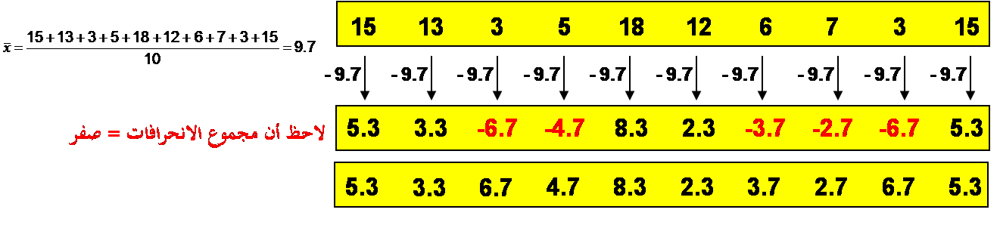 15 13 3 5 18 12 6 7 3 15
x̄ = 15+13+3+5+18+12+6+7+3+15 / 10 = 9.7
- 9.7 - 9.7 - 9.7 - 9.7 - 9.7 - 9.7 - 9.7 - 9.7 - 9.7 - 9.7
لاحظ أن مجموع الانحرافات = صفر
5.3 3.3 -6.7 -4.7 8.3 2.3 -3.7 -2.7 -6.7 5.3
5.3 3.3 6.7 4.7 8.3 2.3 3.7 2.7 6.7 5.3